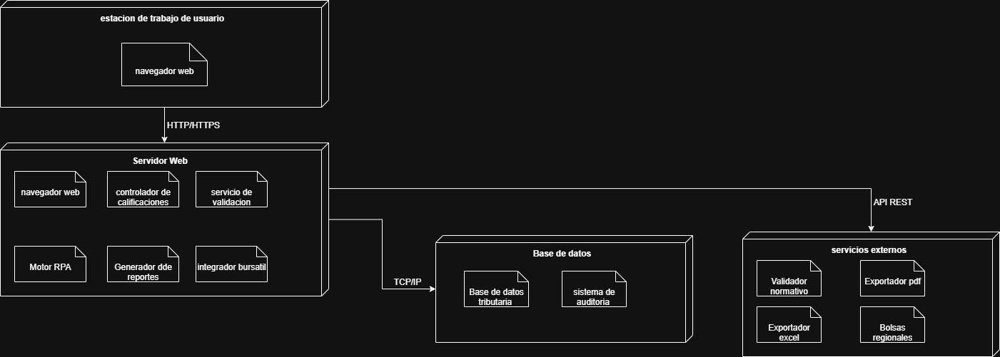 estacion de trabajo de usuario
navegador web
HTTP/HTTPS
Servidor Web
navegador web
controlador de
calificaciones
servicio de
validacion
Motor RPA
Generador dde
reportes
integrador bursatil
API REST
TCP/IP
Base de datos
Base de datos
tributaria
sistema de
auditoria
servicios externos
Validador
normativo
Exportador pdf
Exportador
excel
Bolsas
regionales